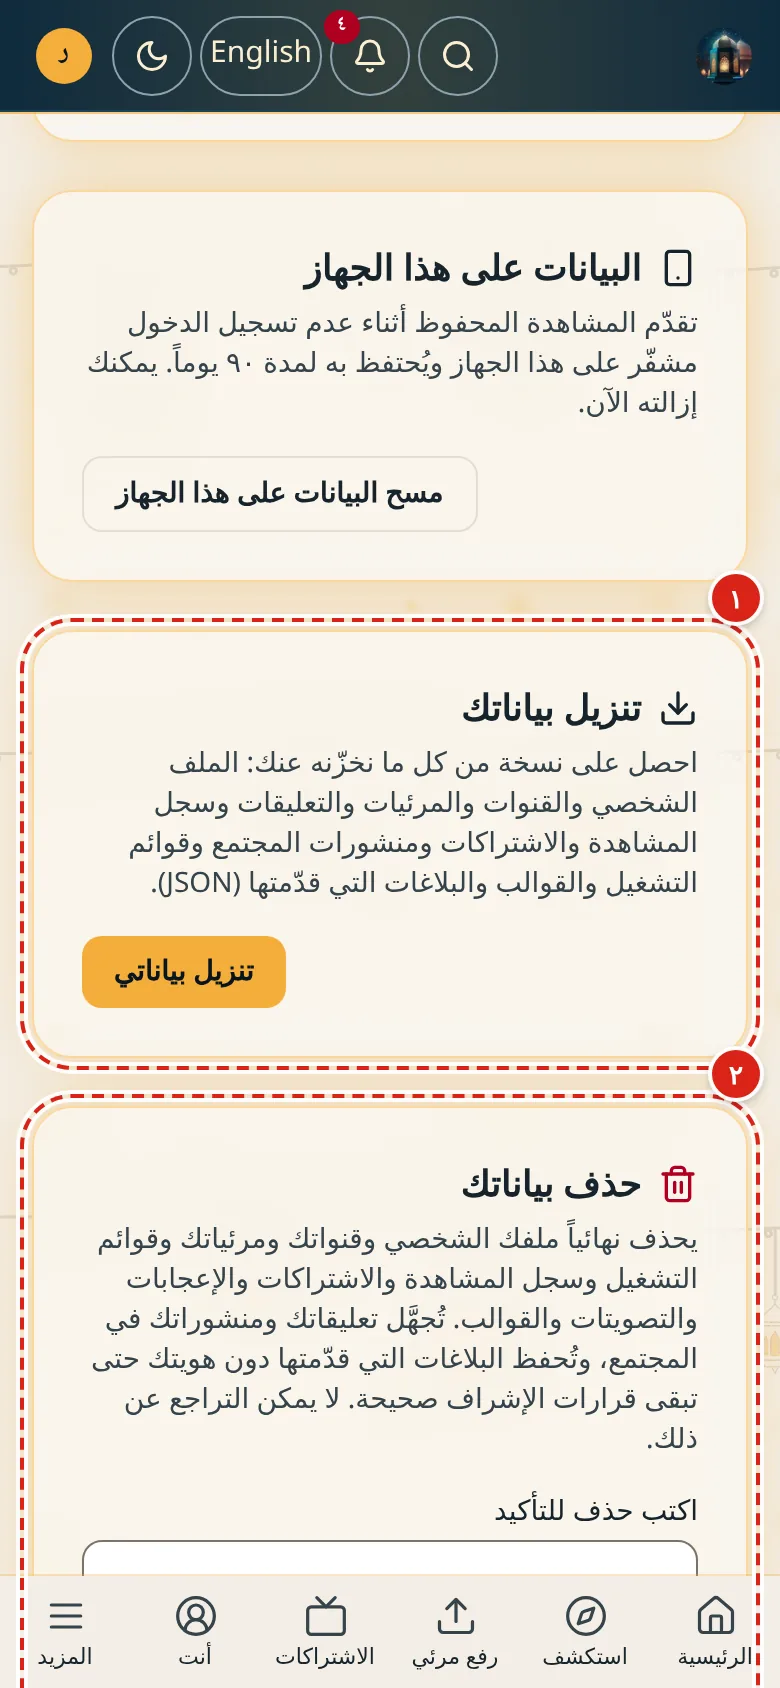 ٤
English
ر
البيانات على هذا الجهاز
تقدّم المشاهدة المحفوظ أثناء عدم تسجيل الدخول
مشفّر على هذا الجهاز ويُحتفظ به لمدة ٩٠ يوماً. يمكنك
إزالته الآن.
مسح البيانات على هذا الجهاز
١
تنزيل بياناتك
احصل على نسخة من كل ما نخزّنه عنك: الملف
الشخصي والقنوات والمرئيات والتعليقات وسجل
المشاهدة والاشتراكات ومنشورات المجتمع وقوائم
التشغيل والقوالب والبلاغات التي قدّمتها (JSON).
تنزيل بياناتي
٢
حذف بياناتك
يحذف نهائياً ملفك الشخصي وقنواتك ومرئياتك وقوائم
التشغيل وسجل المشاهدة والاشتراكات والإعجابات
والتصويتات والقوالب. تُجهَّل تعليقاتك ومنشوراتك في
المجتمع، وتُحفظ البلاغات التي قدّمتها دون هويتك حتى
تبقى قرارات الإشراف صحيحة. لا يمكن التراجع عن
ذلك.
اكتب حذف للتأكيد
الرئيسية
استكشف
رفع مرئي
الاشتراكات
أنت
المزيد